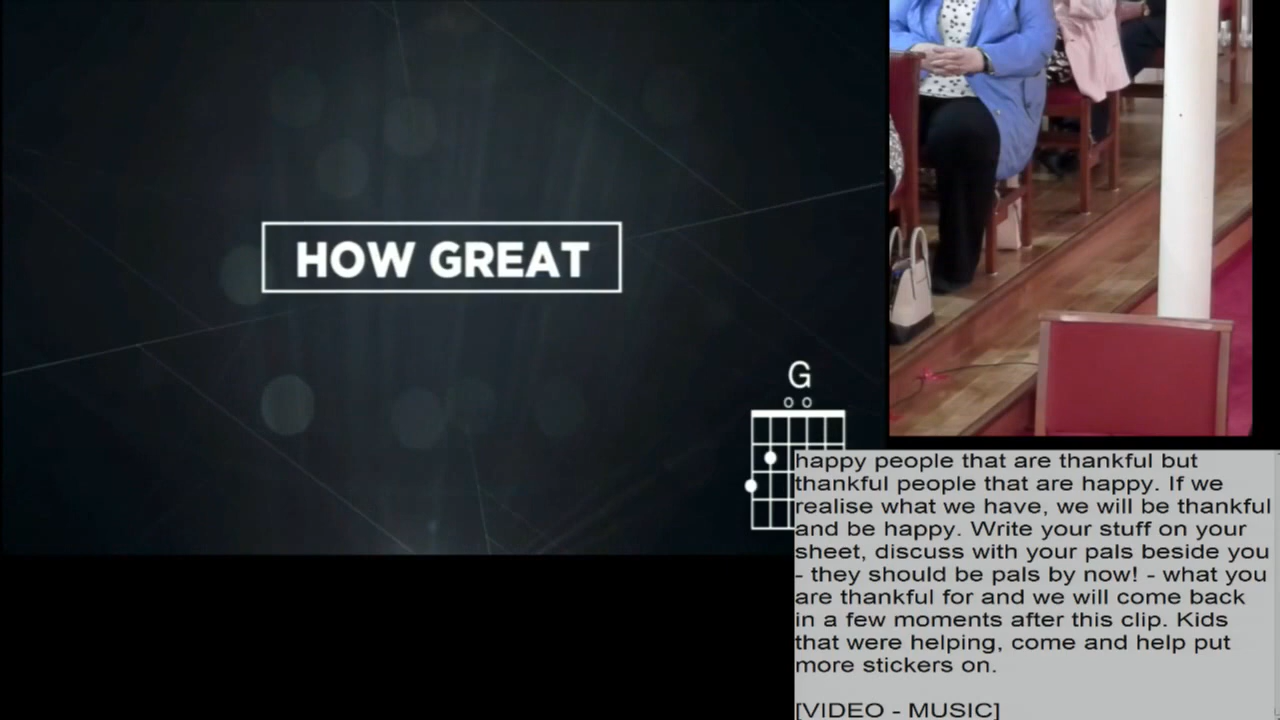 HOW GREAT
G
happy people that are thankful but
thankful people that are happy. If we
realise what we have, we will be thankful
and be happy. Write your stuff on your
sheet, discuss with your pals beside you
- they should be pals by now! - what you
are thankful for and we will come back
in a few moments after this clip. Kids
that were helping, come and help put
more stickers on.
[VIDEO - MUSIC]